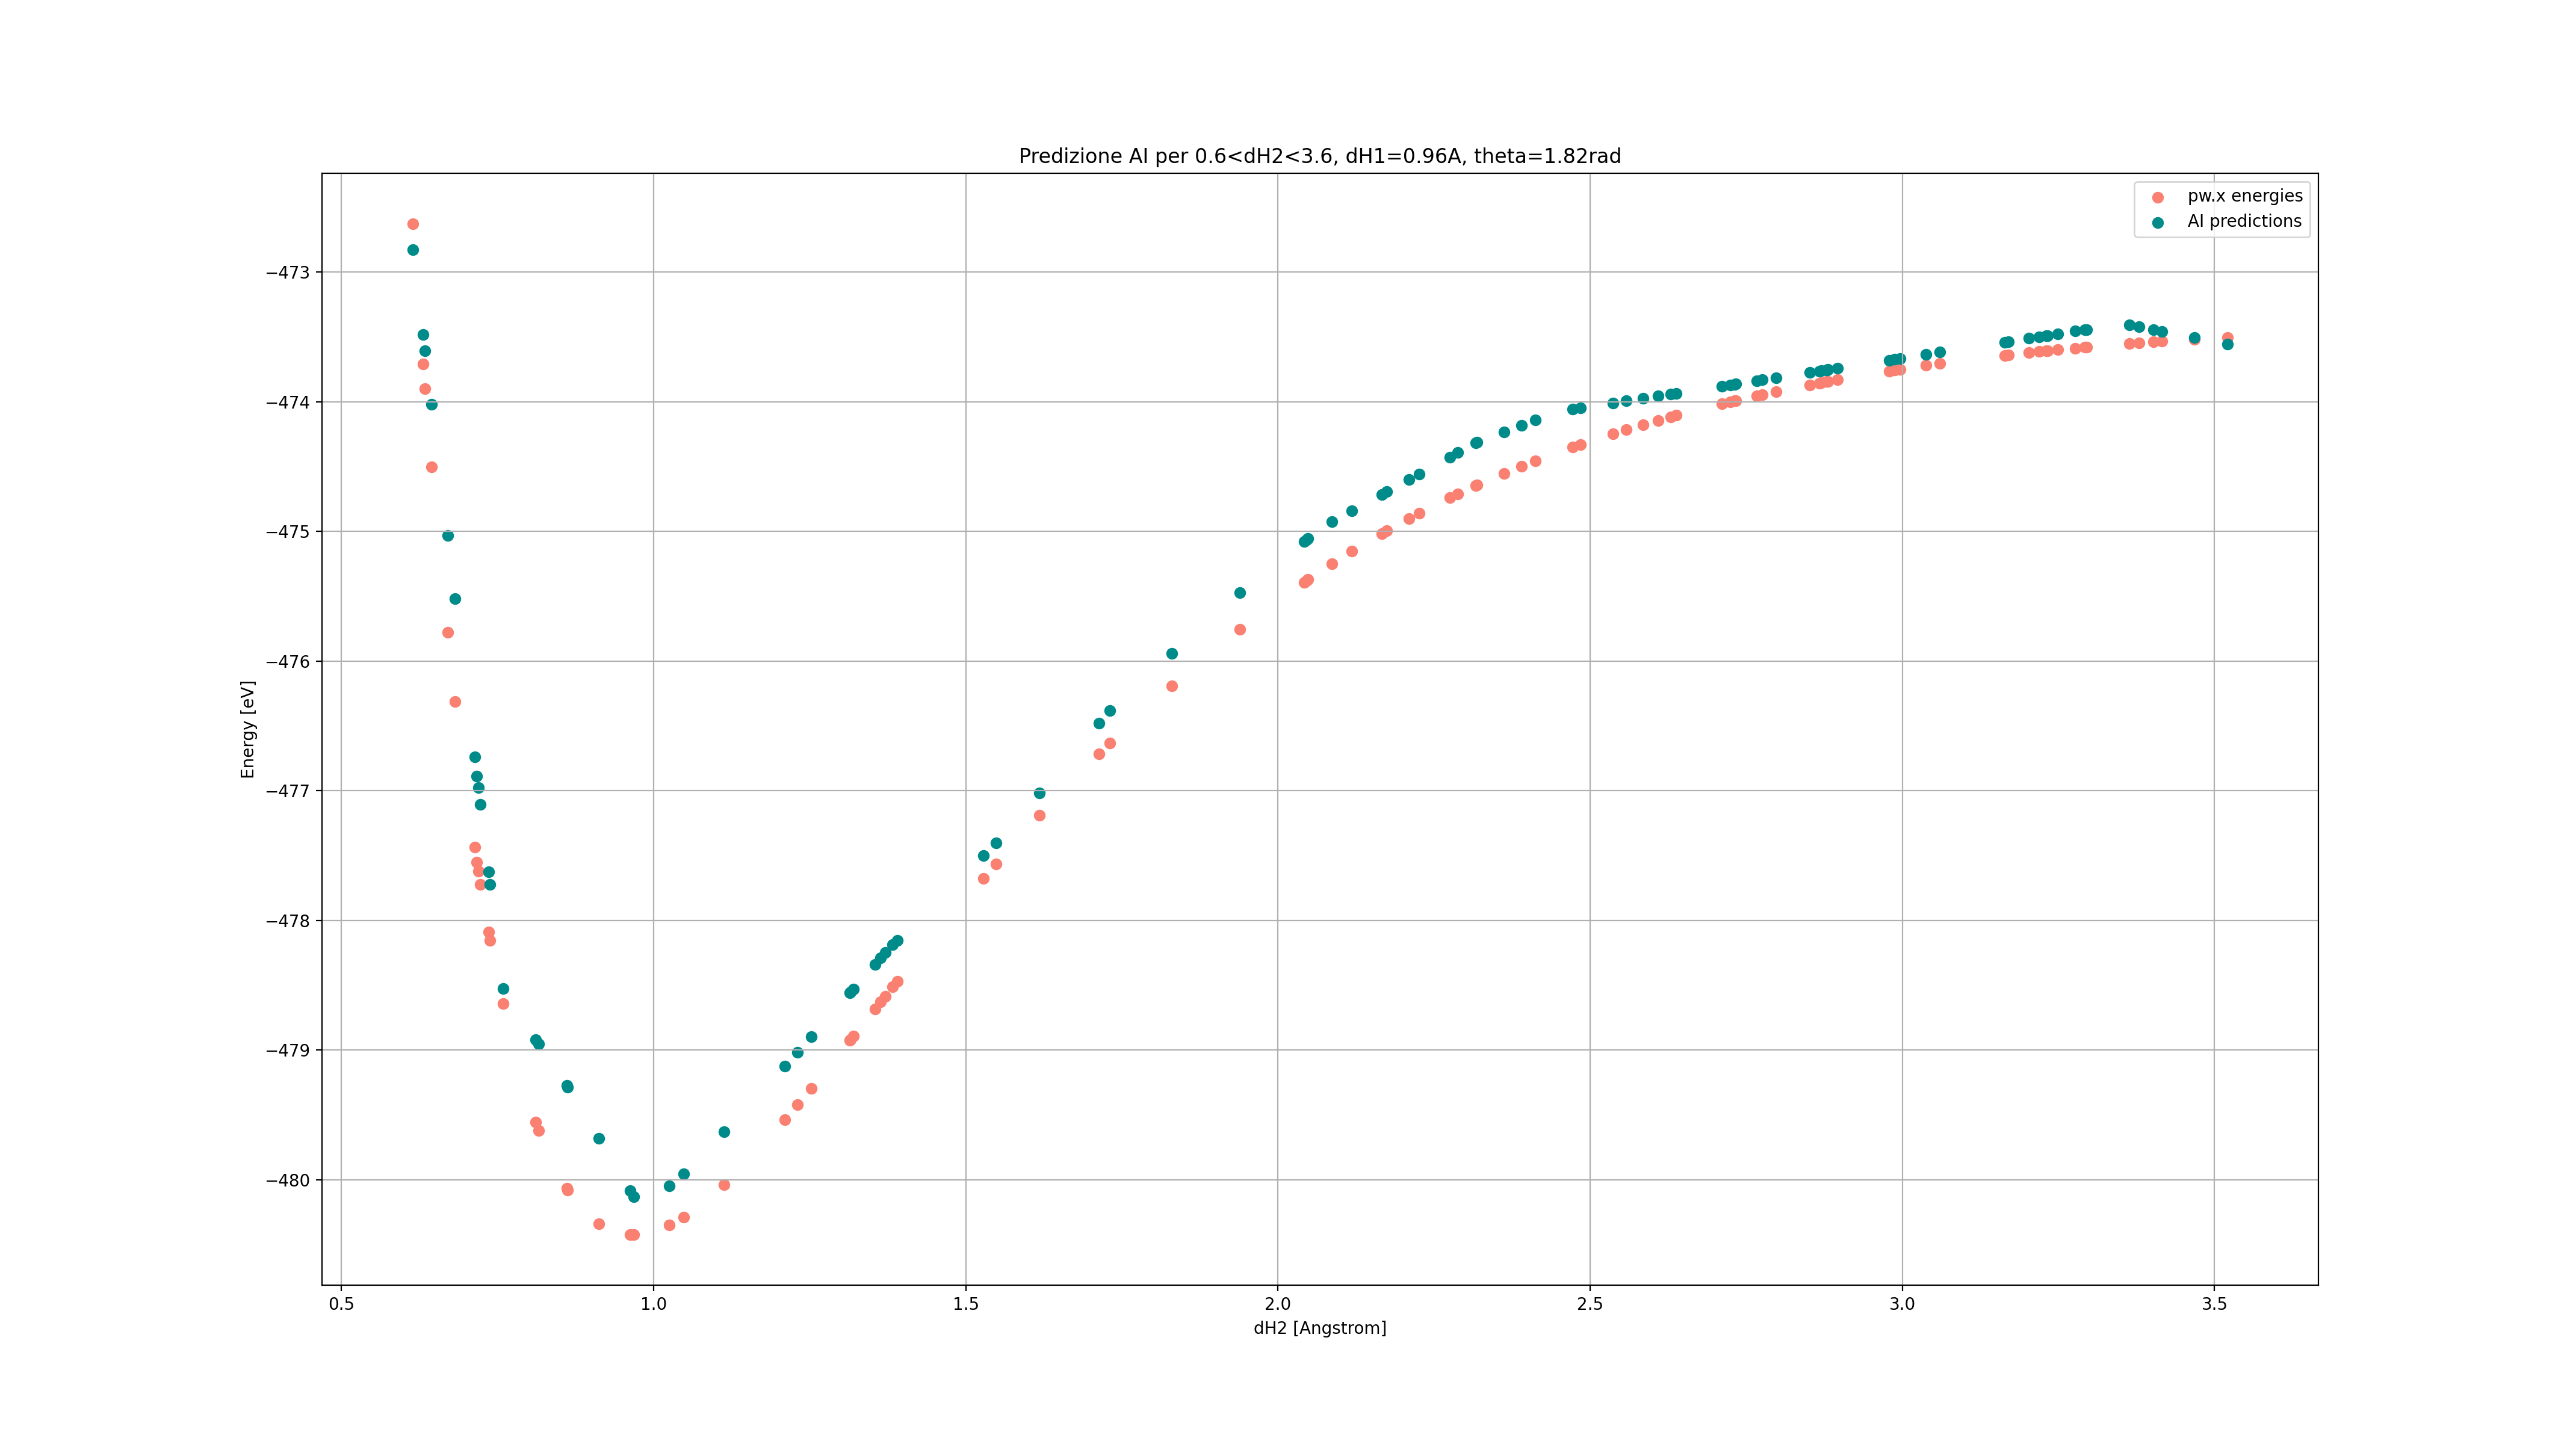 Predizione AI per 0.6<dH2<3.6, dH1=0.96A, theta=1.82rad
pw.x energies
AI predictions
−473
−474
−475
−476
−477
−478
−479
−480
Energy [eV]
0.5 1.0 1.5 2.0 2.5 3.0 3.5
dH2 [Angstrom]